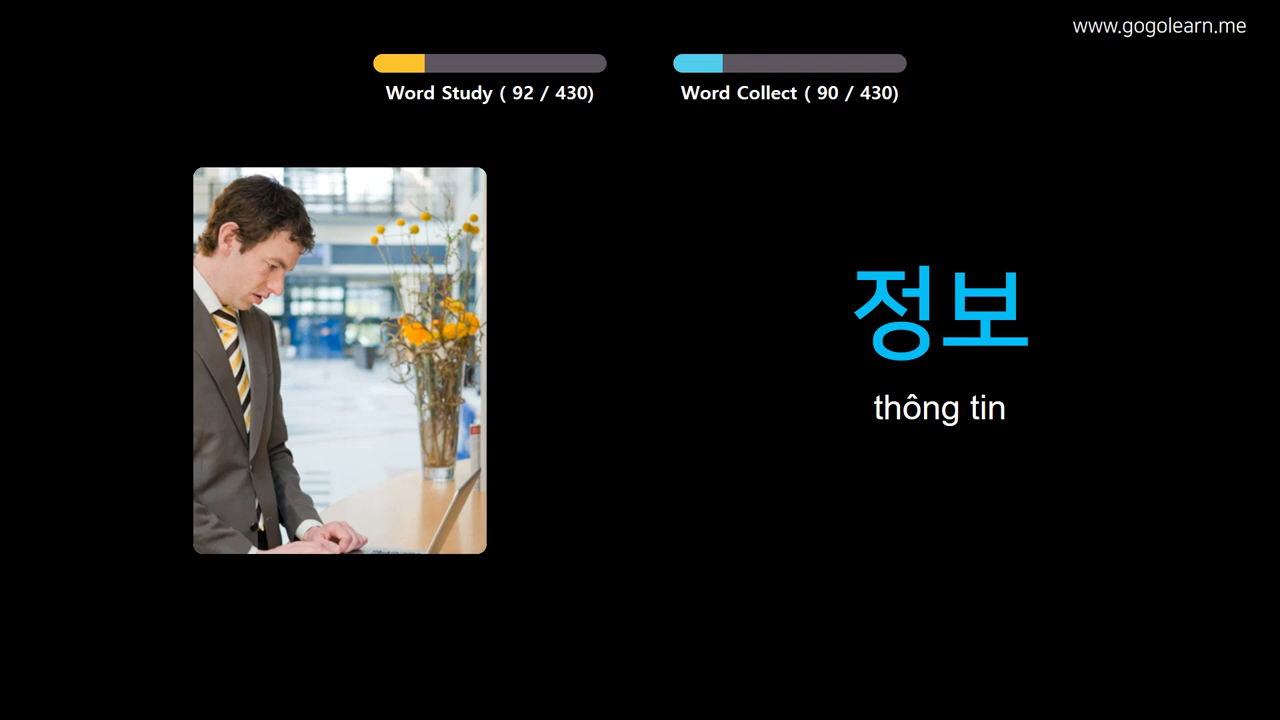 www.gogolearn.me
Word Study ( 92 / 430)
Word Collect ( 90 / 430)
정보
thông tin